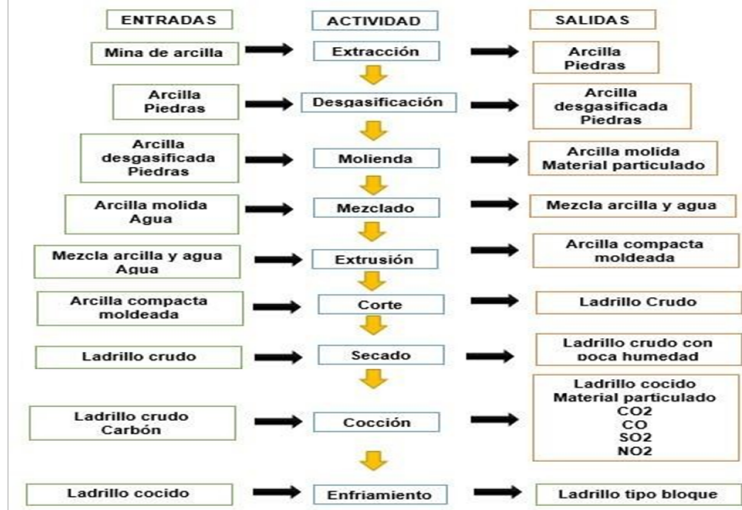 ENTRADAS ACTIVIDAD SALIDAS
Mina de arcilla Extracción Arcilla
Piedras
Arcilla
Piedras
Desgasificación
Arcilla
desgasificada
Piedras
Arcilla
desgasificada
Piedras
Molienda
Arcilla molida
Material particulado
Arcilla molida
Agua
Mezclado
Mezcla arcilla y agua
Mezcla arcilla y agua
Agua
Extrusión
Arcilla compacta
moldeada
Arcilla compacta
moldeada
Corte
Ladrillo Crudo
Ladrillo crudo
Secado
Ladrillo crudo con
poca humedad
Ladrillo crudo
Carbón
Cocción
Ladrillo cocido
Material particulado
CO2
CO
SO2
NO2
Ladrillo cocido
Enfriamiento
Ladrillo tipo bloque